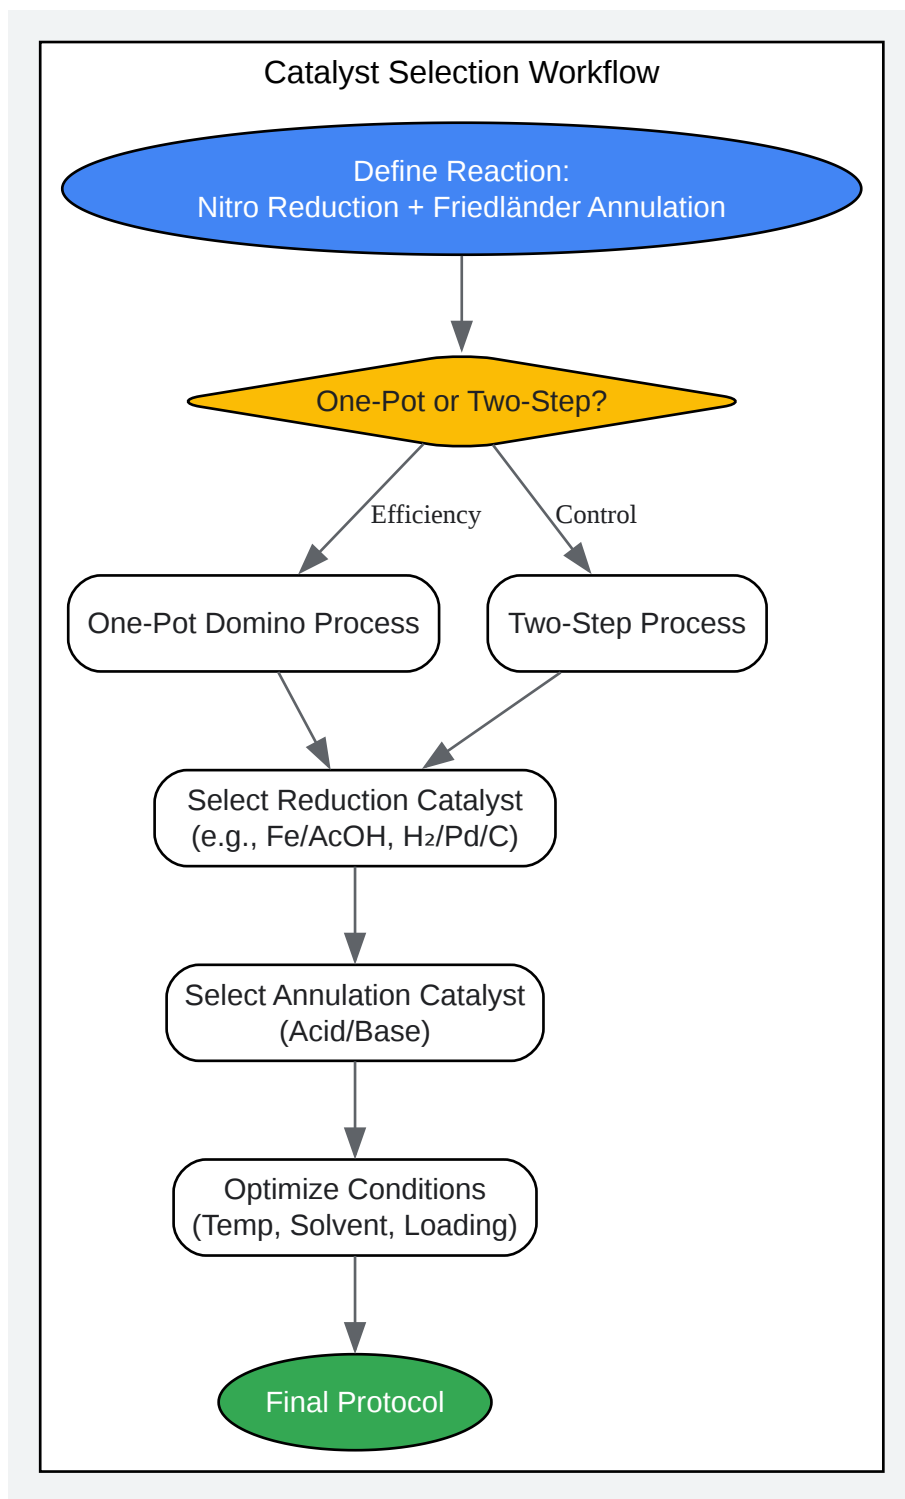 Catalyst Selection Workflow
Define Reaction:
Nitro Reduction + Friedländer Annulation
One-Pot or Two-Step?
Efficiency
Control
One-Pot Domino Process
Two-Step Process
Select Reduction Catalyst
(e.g., Fe/AcOH, H₂/Pd/C)
Select Annulation Catalyst
(Acid/Base)
Optimize Conditions
(Temp, Solvent, Loading)
Final Protocol